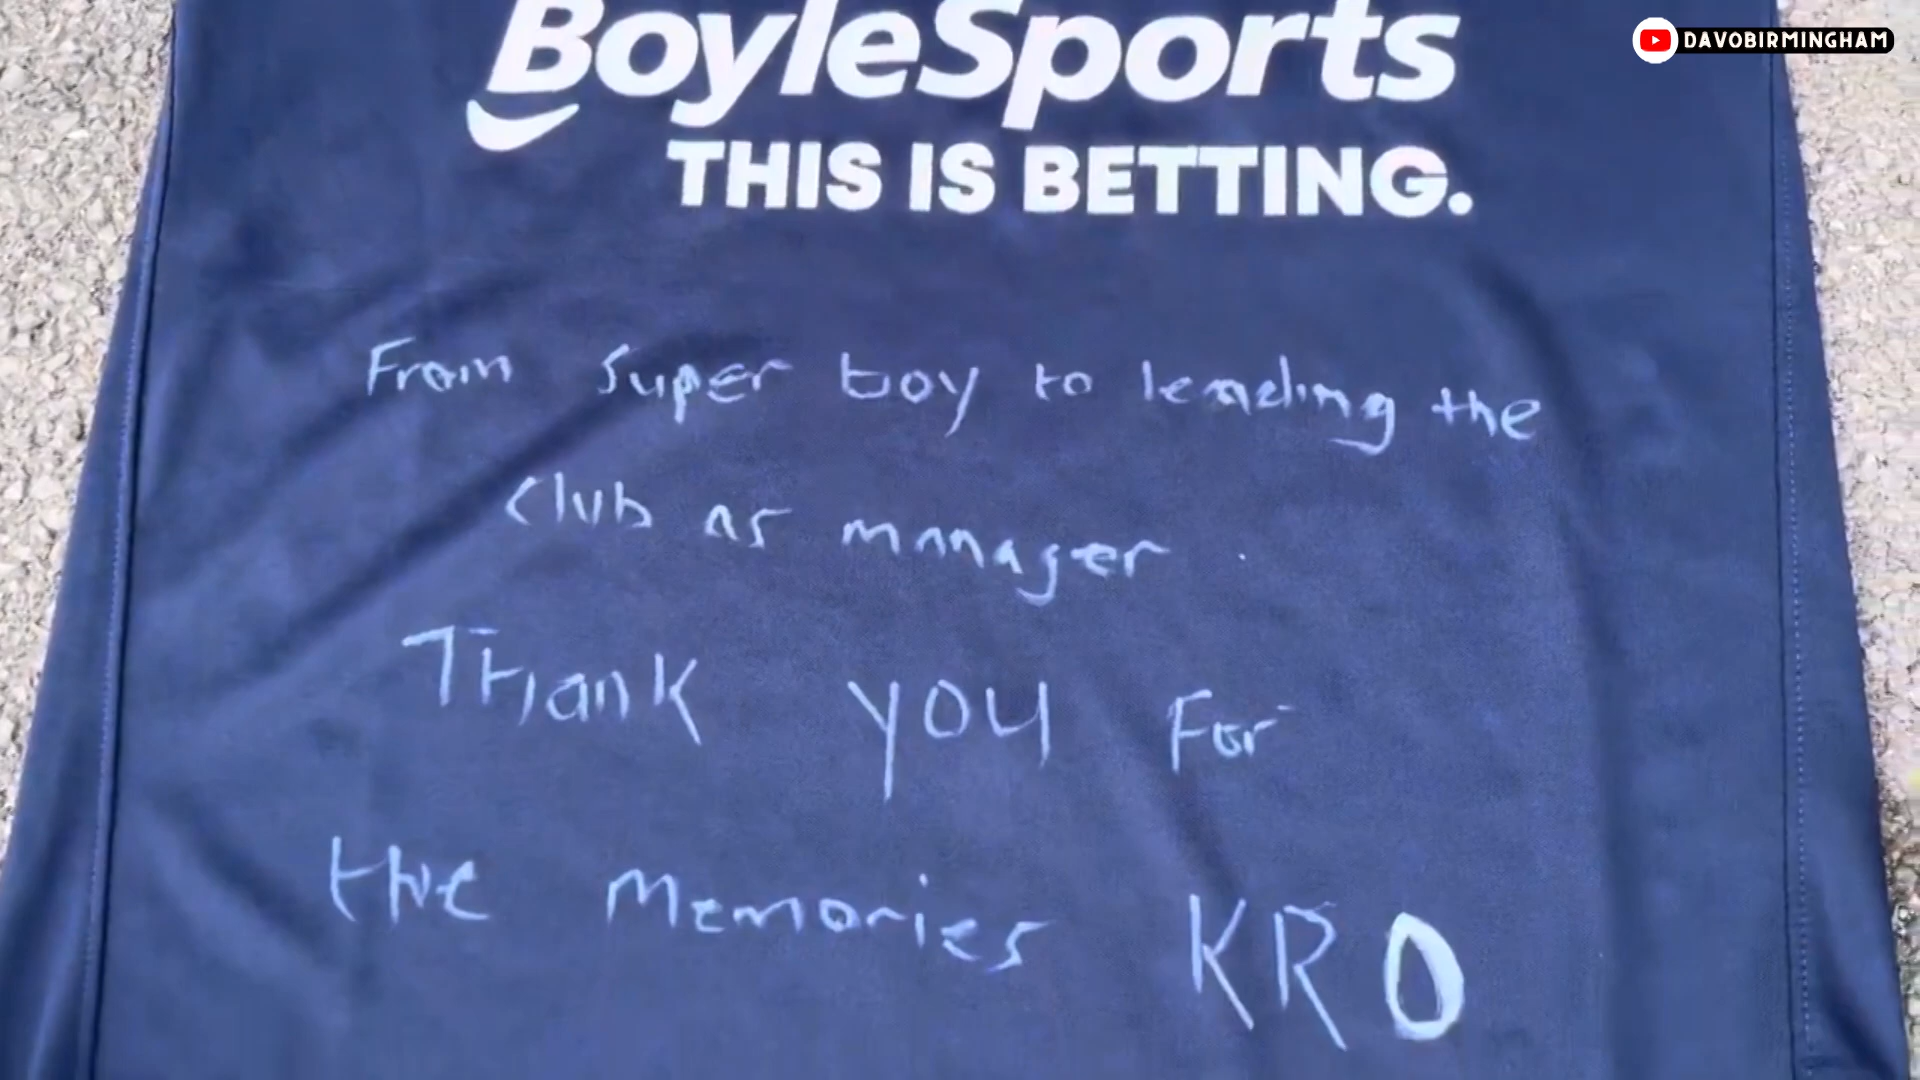 BoyleSports
DAVOBIRMINGHAM
THIS IS BETTING.
From Super boy to leading the
Club as manager.
Thank you For
the Memories KRO